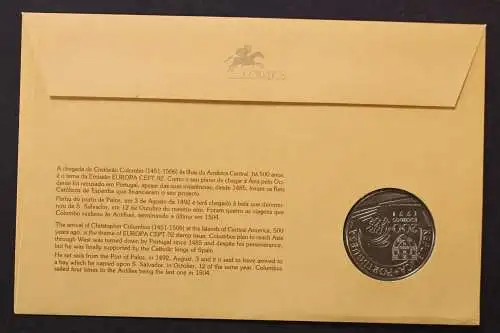 CORREIOS
A chegada de Cristóvão Colombo (1451-1506) às Ilhas da América Central há 500 anos
é o tema da Emissão EUROPA CEPT 92. Como o seu plano de chegar à Ásia pelo Oci-
dente foi recusado em Portugal, apesar das suas insistências, desde 1485, foram os Reis
Católicos de Espanha que financiaram o seu projecto.
Partiu do porto de Palos, em 3 de Agosto de 1492 e terá chegado à baía que denomi-
nou de S. Salvador, em 12 de Outubro do mesmo ano. Foram quatro as viagens que
Colombo realizou às Antilhas, terminando a última em 1504.
The arrival of Christopher Columbus (1451-1506) at the Islands of Central America, 500
years ago, is the theme of EUROPA CEPT 92 stamp issue. Columbus plan to reach Asia
through West was turned down by Portugal since 1485 and despite his perseverance,
but he was finally supported by the Catholic kings of Spain.
He set sails from the Port of Palos, in 1492, August, 3 and it is said to have arrived to
a bay which he named upon S. Salvador, in October, 12 of the same year. Columbus
sailed four times to the Antilles being the last one in 1504.
REPUBLICA PORTUGUESA
200
ESCUDOS
1991